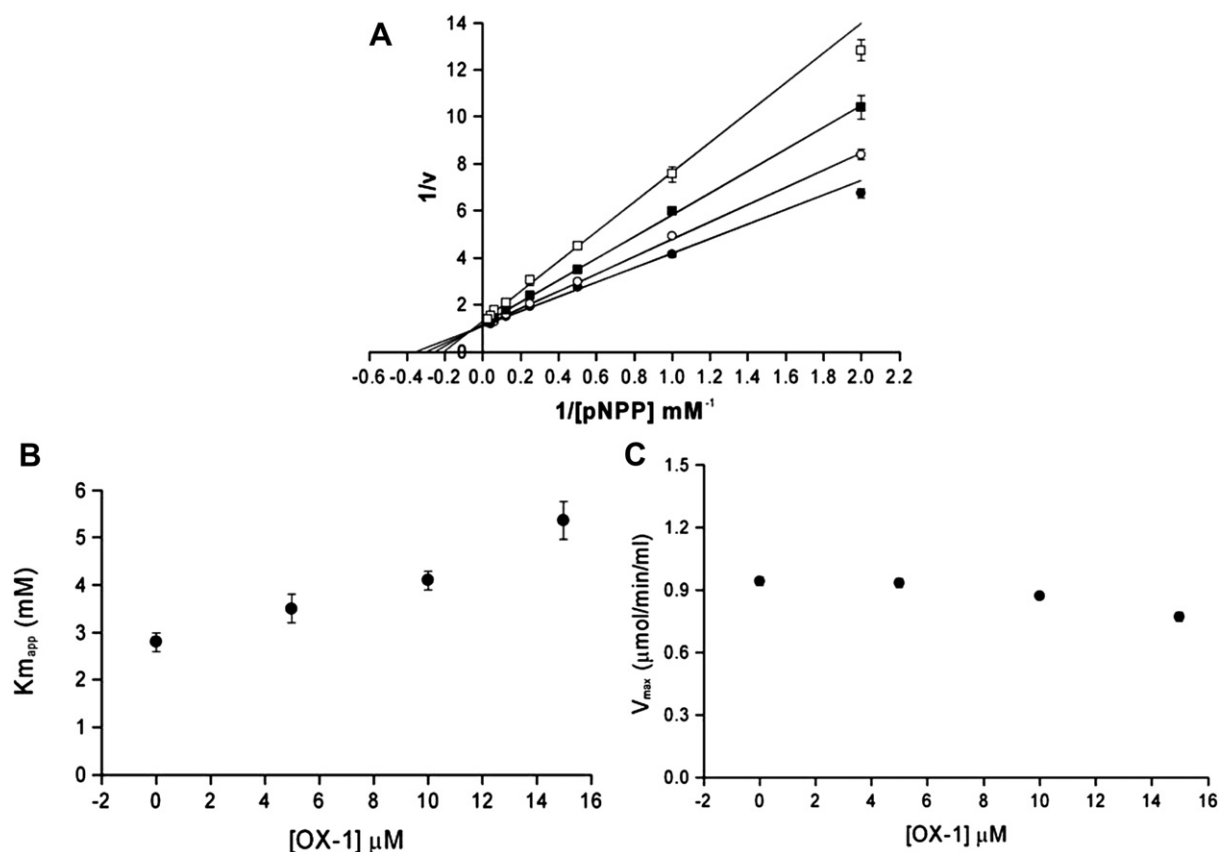 A
14
12
10
8
6
4
2
0
1/v
-0.6 -0.4 -0.2 0.0 0.2 0.4 0.6 0.8 1.0 1.2 1.4 1.6 1.8 2.0 2.2
1/[pNPP] mM⁻¹
B
6
5
4
3
2
1
0
Km_app (mM)
-2 0 2 4 6 8 10 12 14 16
[OX-1] μM
C
1.5
1.2
0.9
0.6
0.3
0.0
V_max (μmol/min/ml)
-2 0 2 4 6 8 10 12 14 16
[OX-1] μM